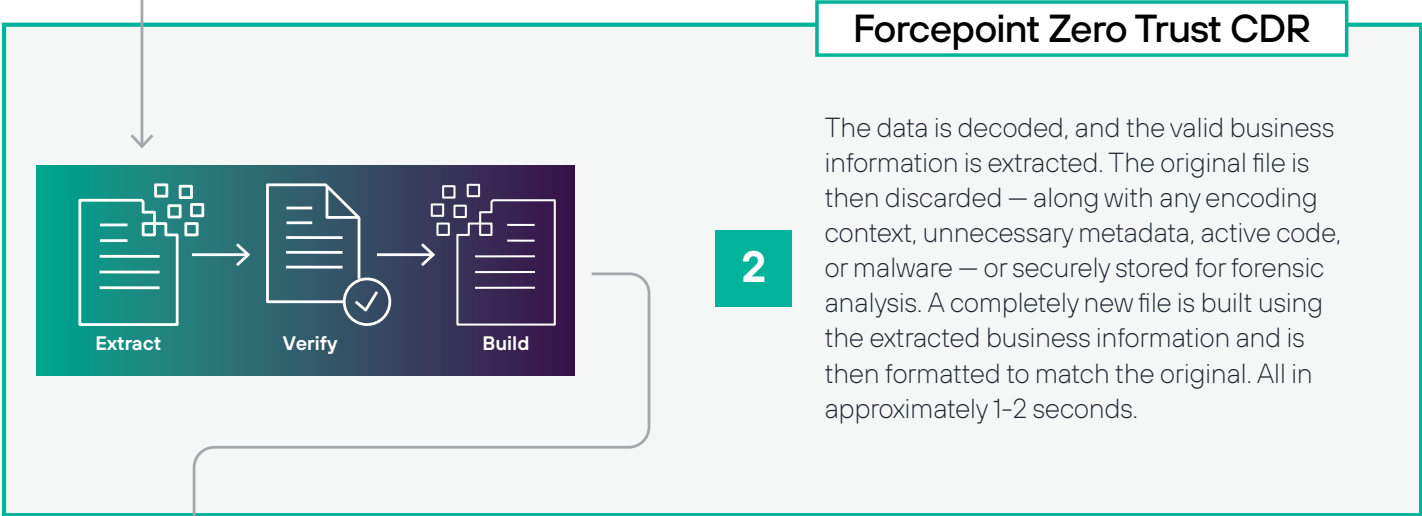 Forcepoint Zero Trust CDR
Extract
Verify
Build
2
The data is decoded, and the valid business
information is extracted. The original file is
then discarded — along with any encoding
context, unnecessary metadata, active code,
or malware — or securely stored for forensic
analysis. A completely new file is built using
the extracted business information and is
then formatted to match the original. All in
approximately 1-2 seconds.